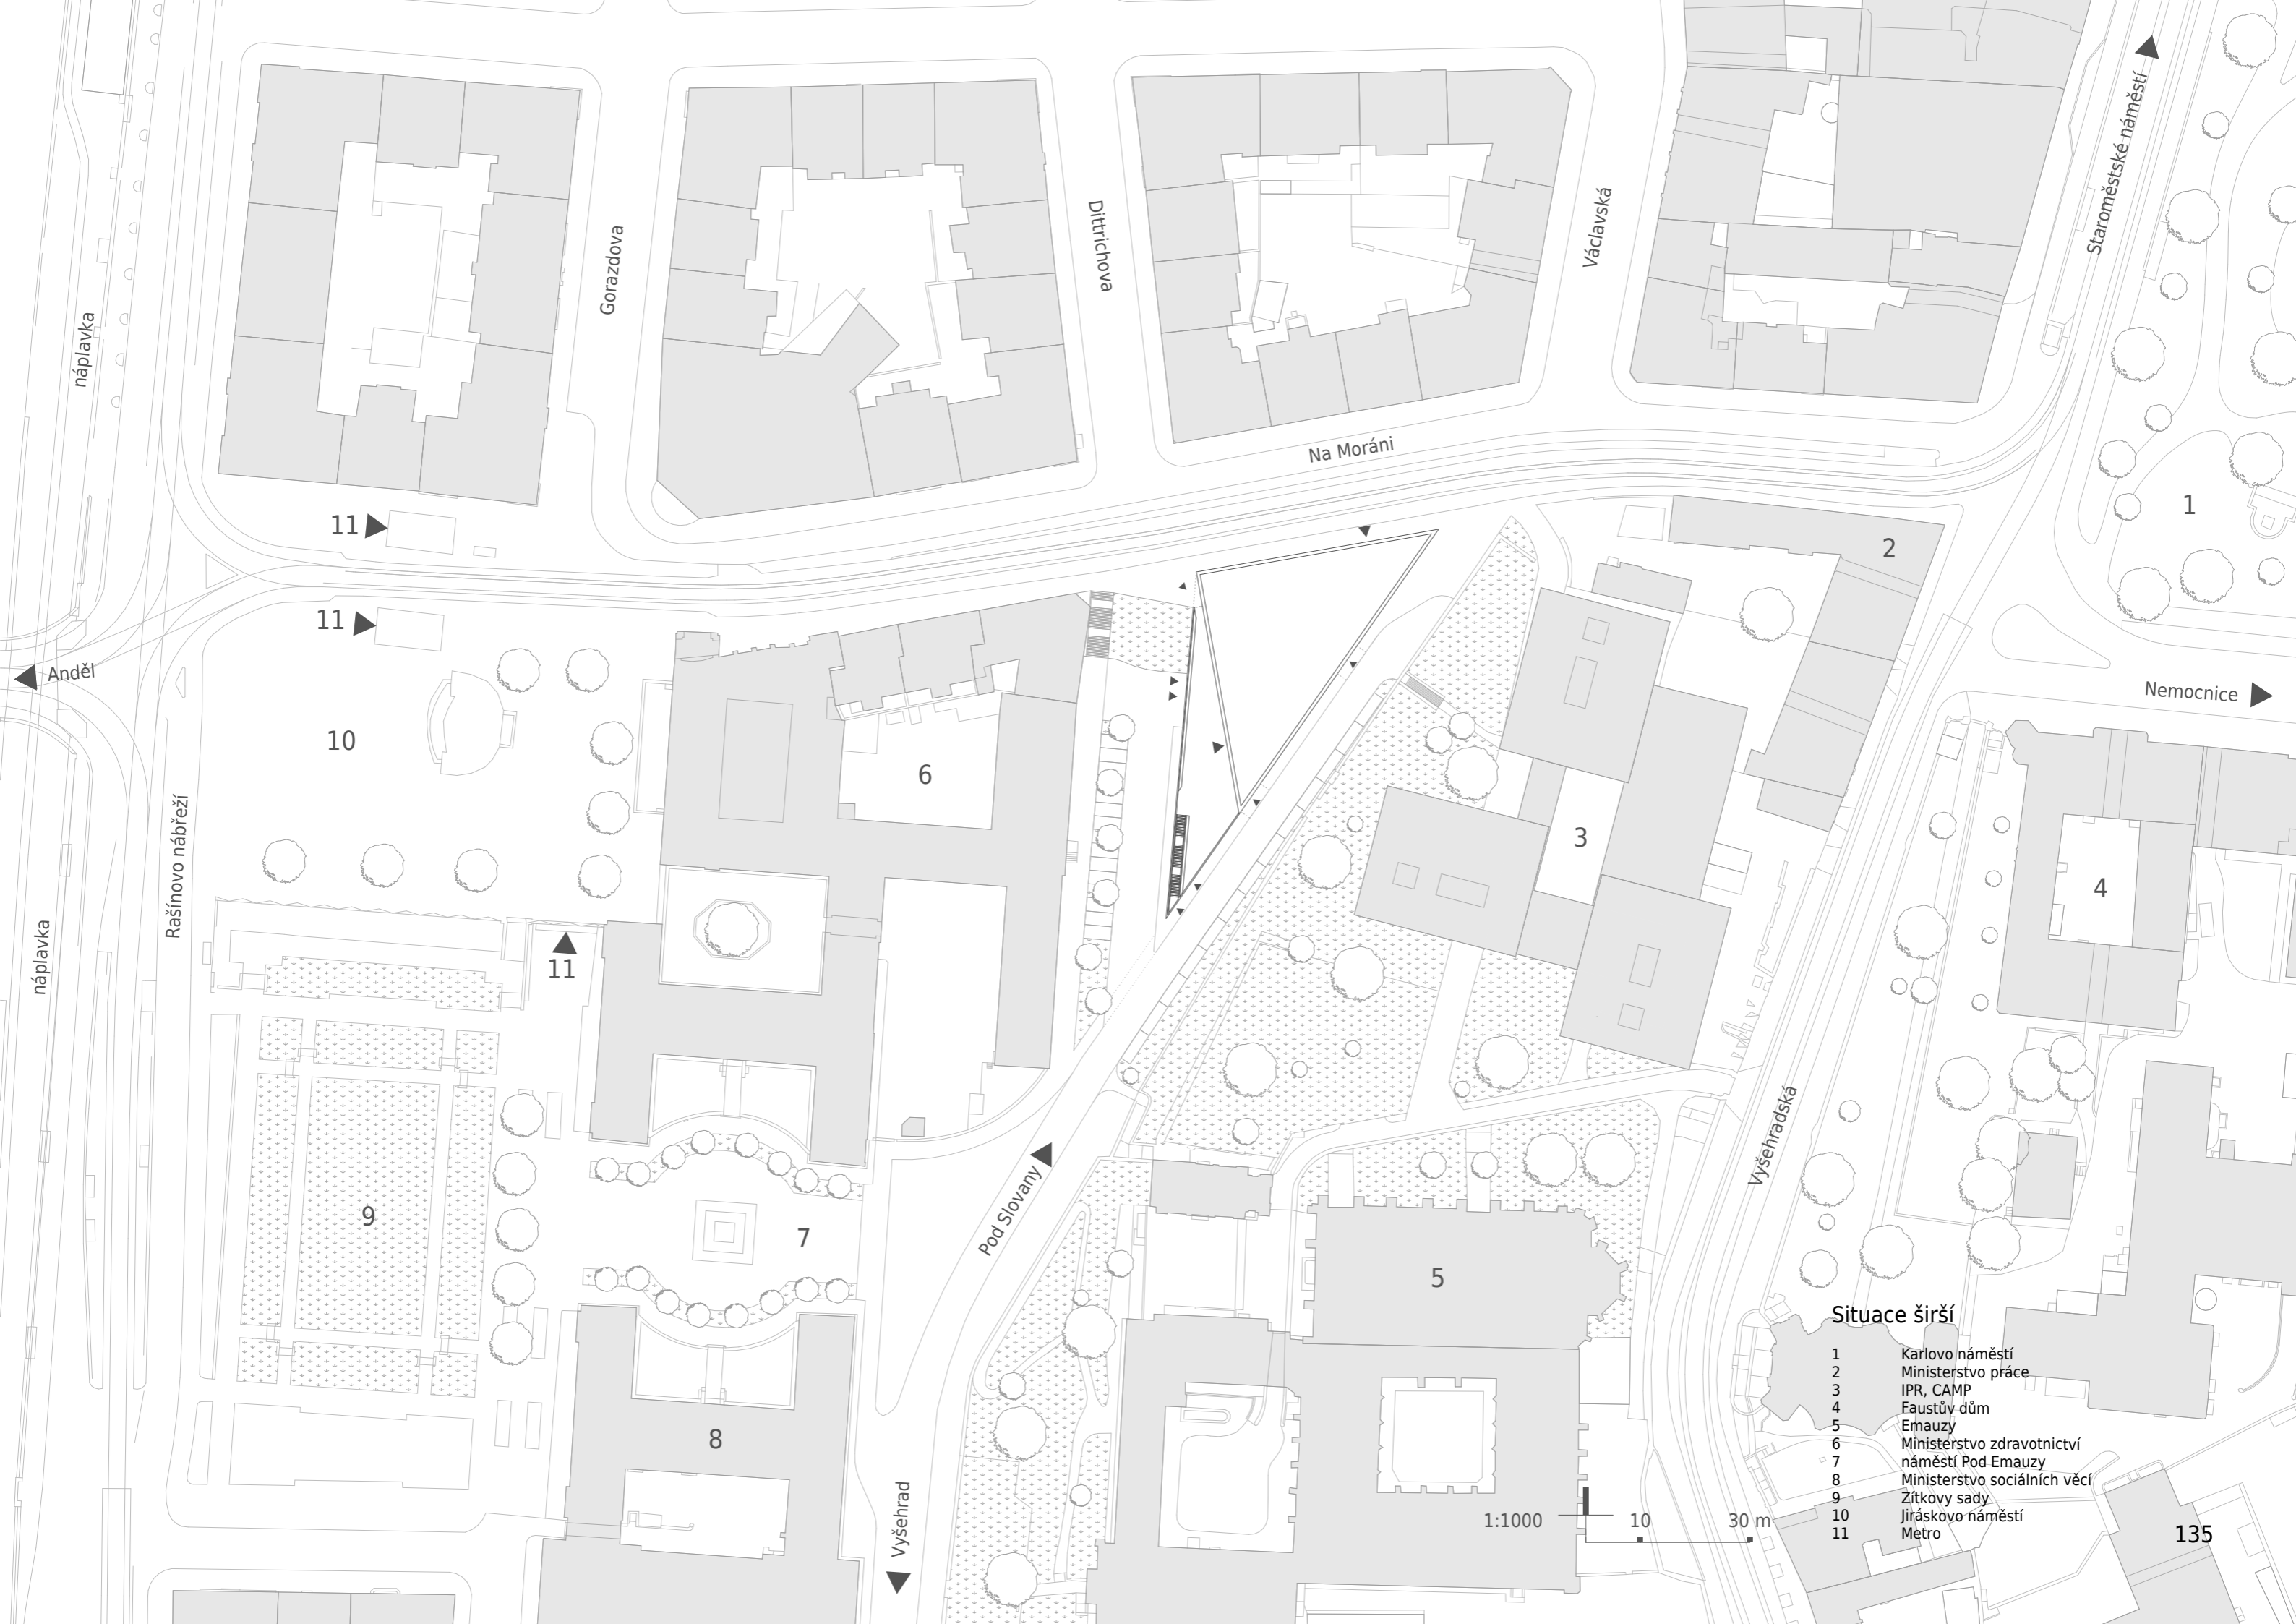 Staroměstské náměstí
Gorazdova
Dittrichova
Václavská
náplavka
Na Moráni
11
1
2
11
Anděl
Nemocnice
10
6
3
4
Rašínovo nábřeží
náplavka
11
Vyšehradská
Pod Slovany
9
7
5
8
Vyšehrad
Situace širší
1 Karlovo náměstí
2 Ministerstvo práce
3 IPR, CAMP
4 Faustův dům
5 Emauzy
6 Ministerstvo zdravotnictví
7 náměstí Pod Emauzy
8 Ministerstvo sociálních věcí
9 Zítkovy sady
10 Jiráskovo náměstí
11 Metro
1:1000 10 30 m
135